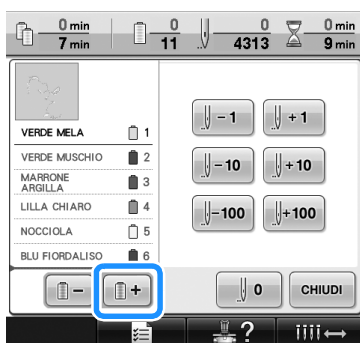 0 min 0 0 0 min
7 min 11 4313 9 min
VERDE MELA 1
VERDE MUSCHIO 2
MARRONE
ARGILLA 3
LILLA CHIARO 4
NOCCIOLA 5
BLU FIORDALISO 6
-1 +1
-10 +10
-100 +100
- + 0 CHIUDI
?